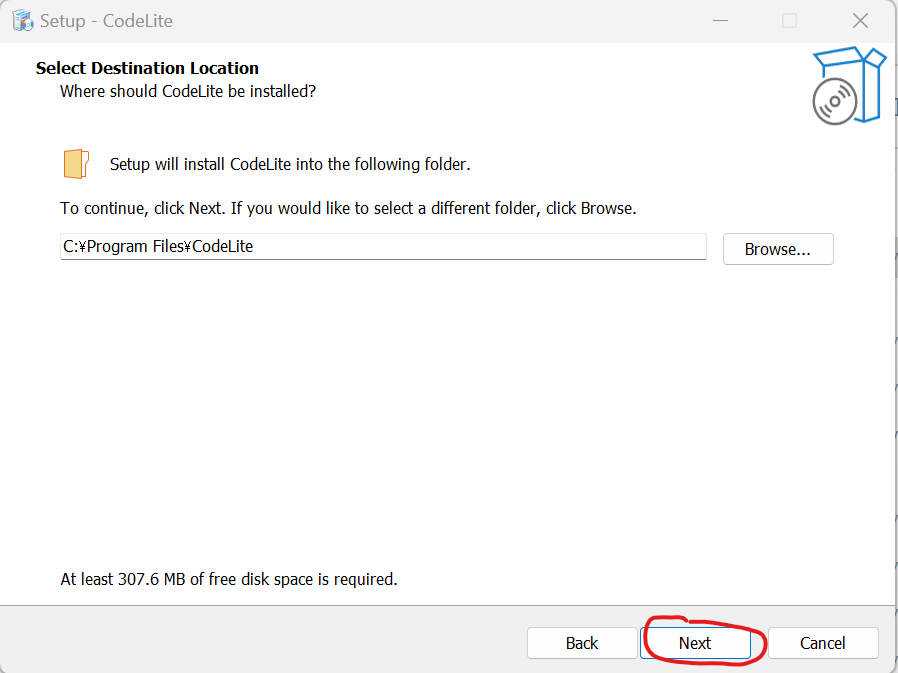 Setup - CodeLite
Select Destination Location
Where should CodeLite be installed?
Setup will install CodeLite into the following folder.
To continue, click Next. If you would like to select a different folder, click Browse.
C:¥Program Files¥CodeLite
Browse...
At least 307.6 MB of free disk space is required.
Back
Next
Cancel